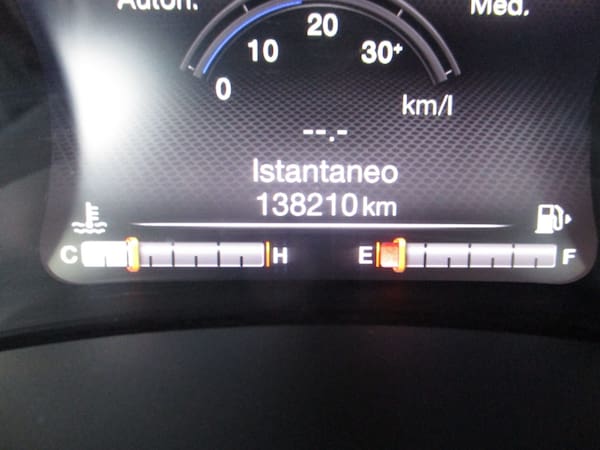 Auton. Med.
20
10 30+
0 km/l
--.-
Istantaneo
138210 km
C H E F